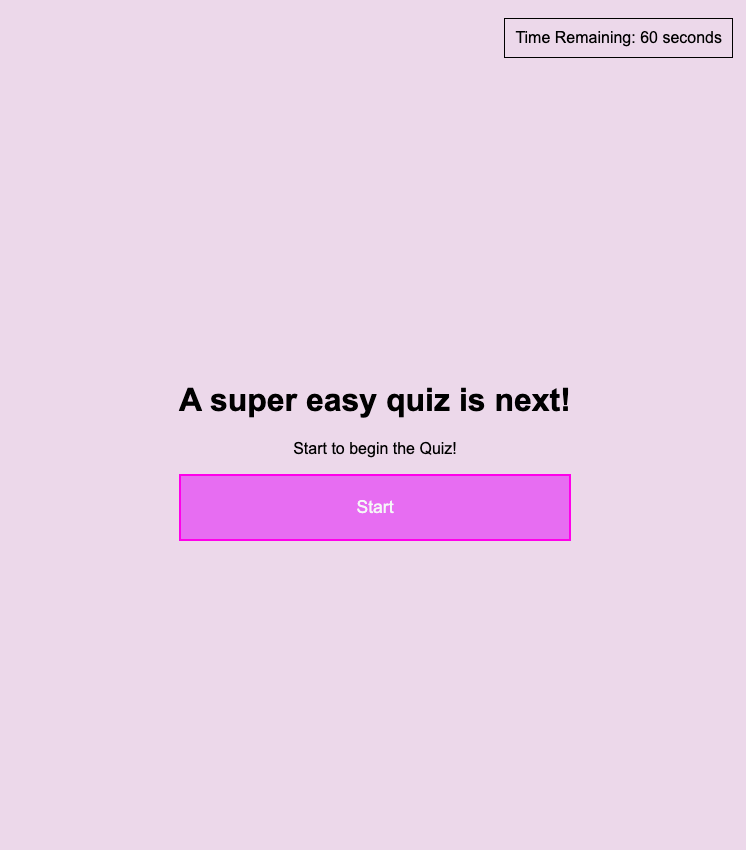 Time Remaining: 60 seconds
A super easy quiz is next!
Start to begin the Quiz!
Start